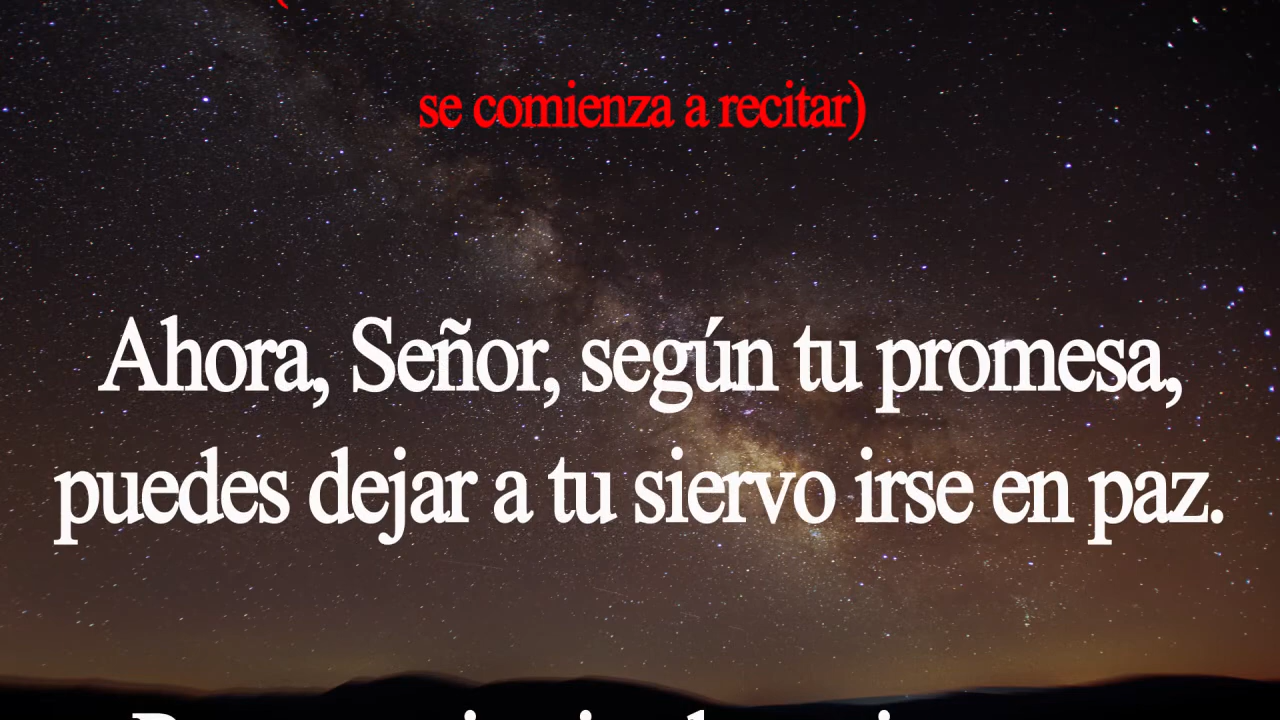 se comienza a recitar)
Ahora, Señor, según tu promesa,
puedes dejar a tu siervo irse en paz.